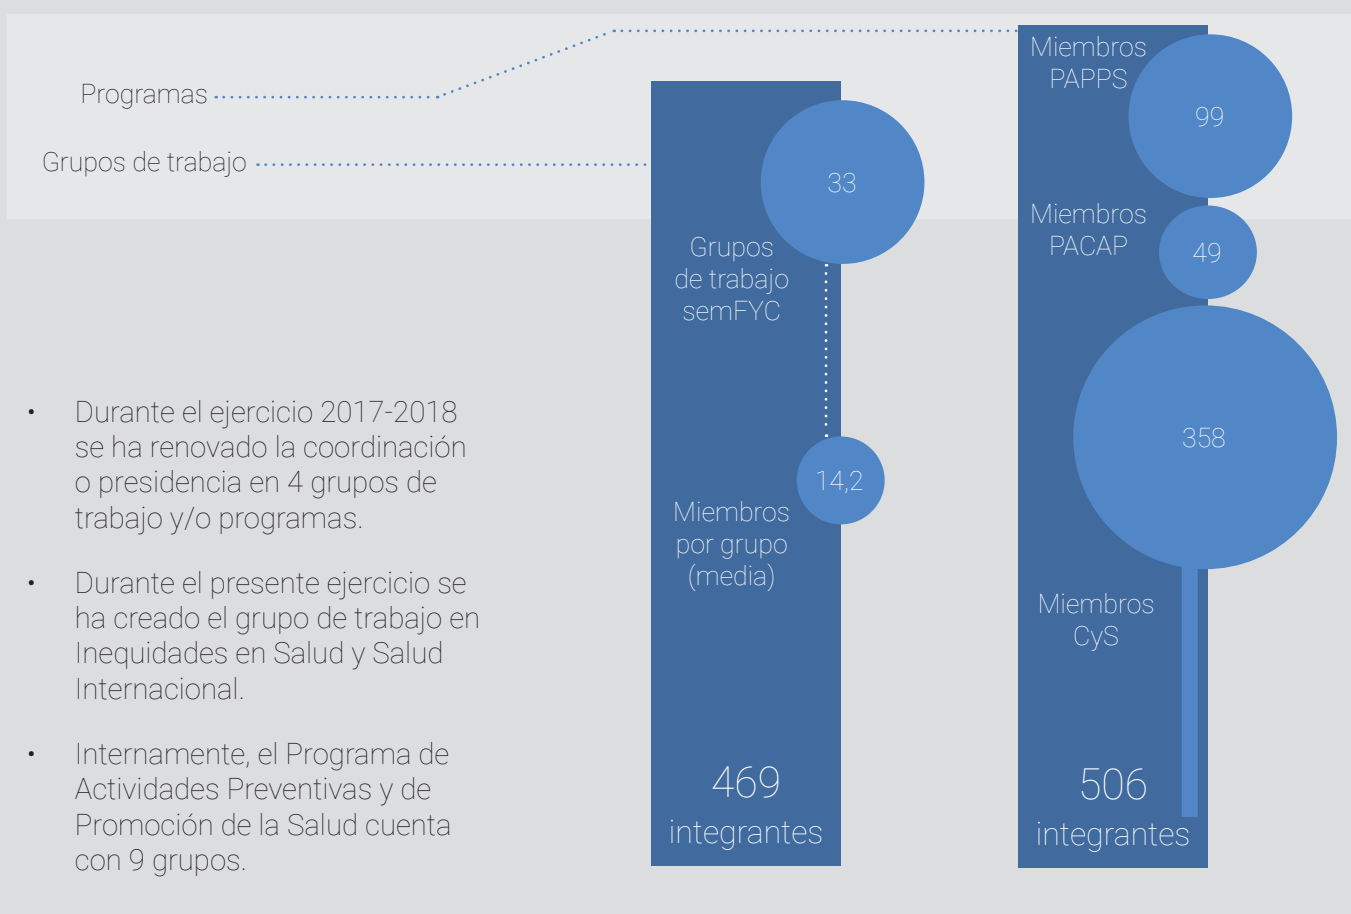 Programas
Grupos de trabajo
33
Grupos
de trabajo
semFYC
14,2
Miembros
por grupo
(media)
469
integrantes
Miembros
PAPPS
99
Miembros
PACAP
49
358
Miembros
CyS
506
integrantes
• Durante el ejercicio 2017-2018
se ha renovado la coordinación
o presidencia en 4 grupos de
trabajo y/o programas.
• Durante el presente ejercicio se
ha creado el grupo de trabajo en
Inequidades en Salud y Salud
Internacional.
• Internamente, el Programa de
Actividades Preventivas y de
Promoción de la Salud cuenta
con 9 grupos.